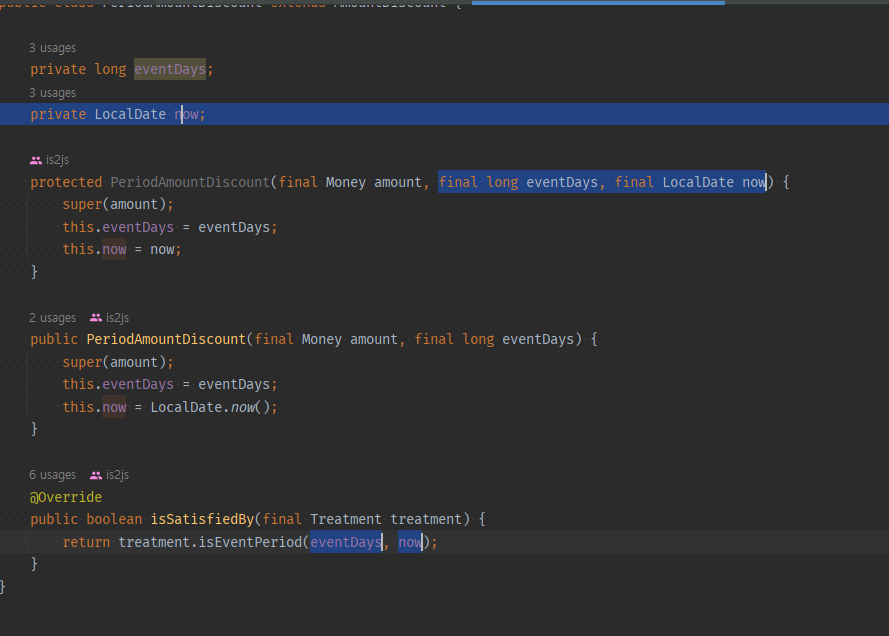 public class PeriodAmountDiscount extends AmountDiscount {
3 usages
private long eventDays;
3 usages
private LocalDate now;
is2js
protected PeriodAmountDiscount(final Money amount, final long eventDays, final LocalDate now) {
super(amount);
this.eventDays = eventDays;
this.now = now;
}
2 usages is2js
public PeriodAmountDiscount(final Money amount, final long eventDays) {
super(amount);
this.eventDays = eventDays;
this.now = LocalDate.now();
}
6 usages is2js
@Override
public boolean isSatisfiedBy(final Treatment treatment) {
return treatment.isEventPeriod(eventDays, now);
}
}